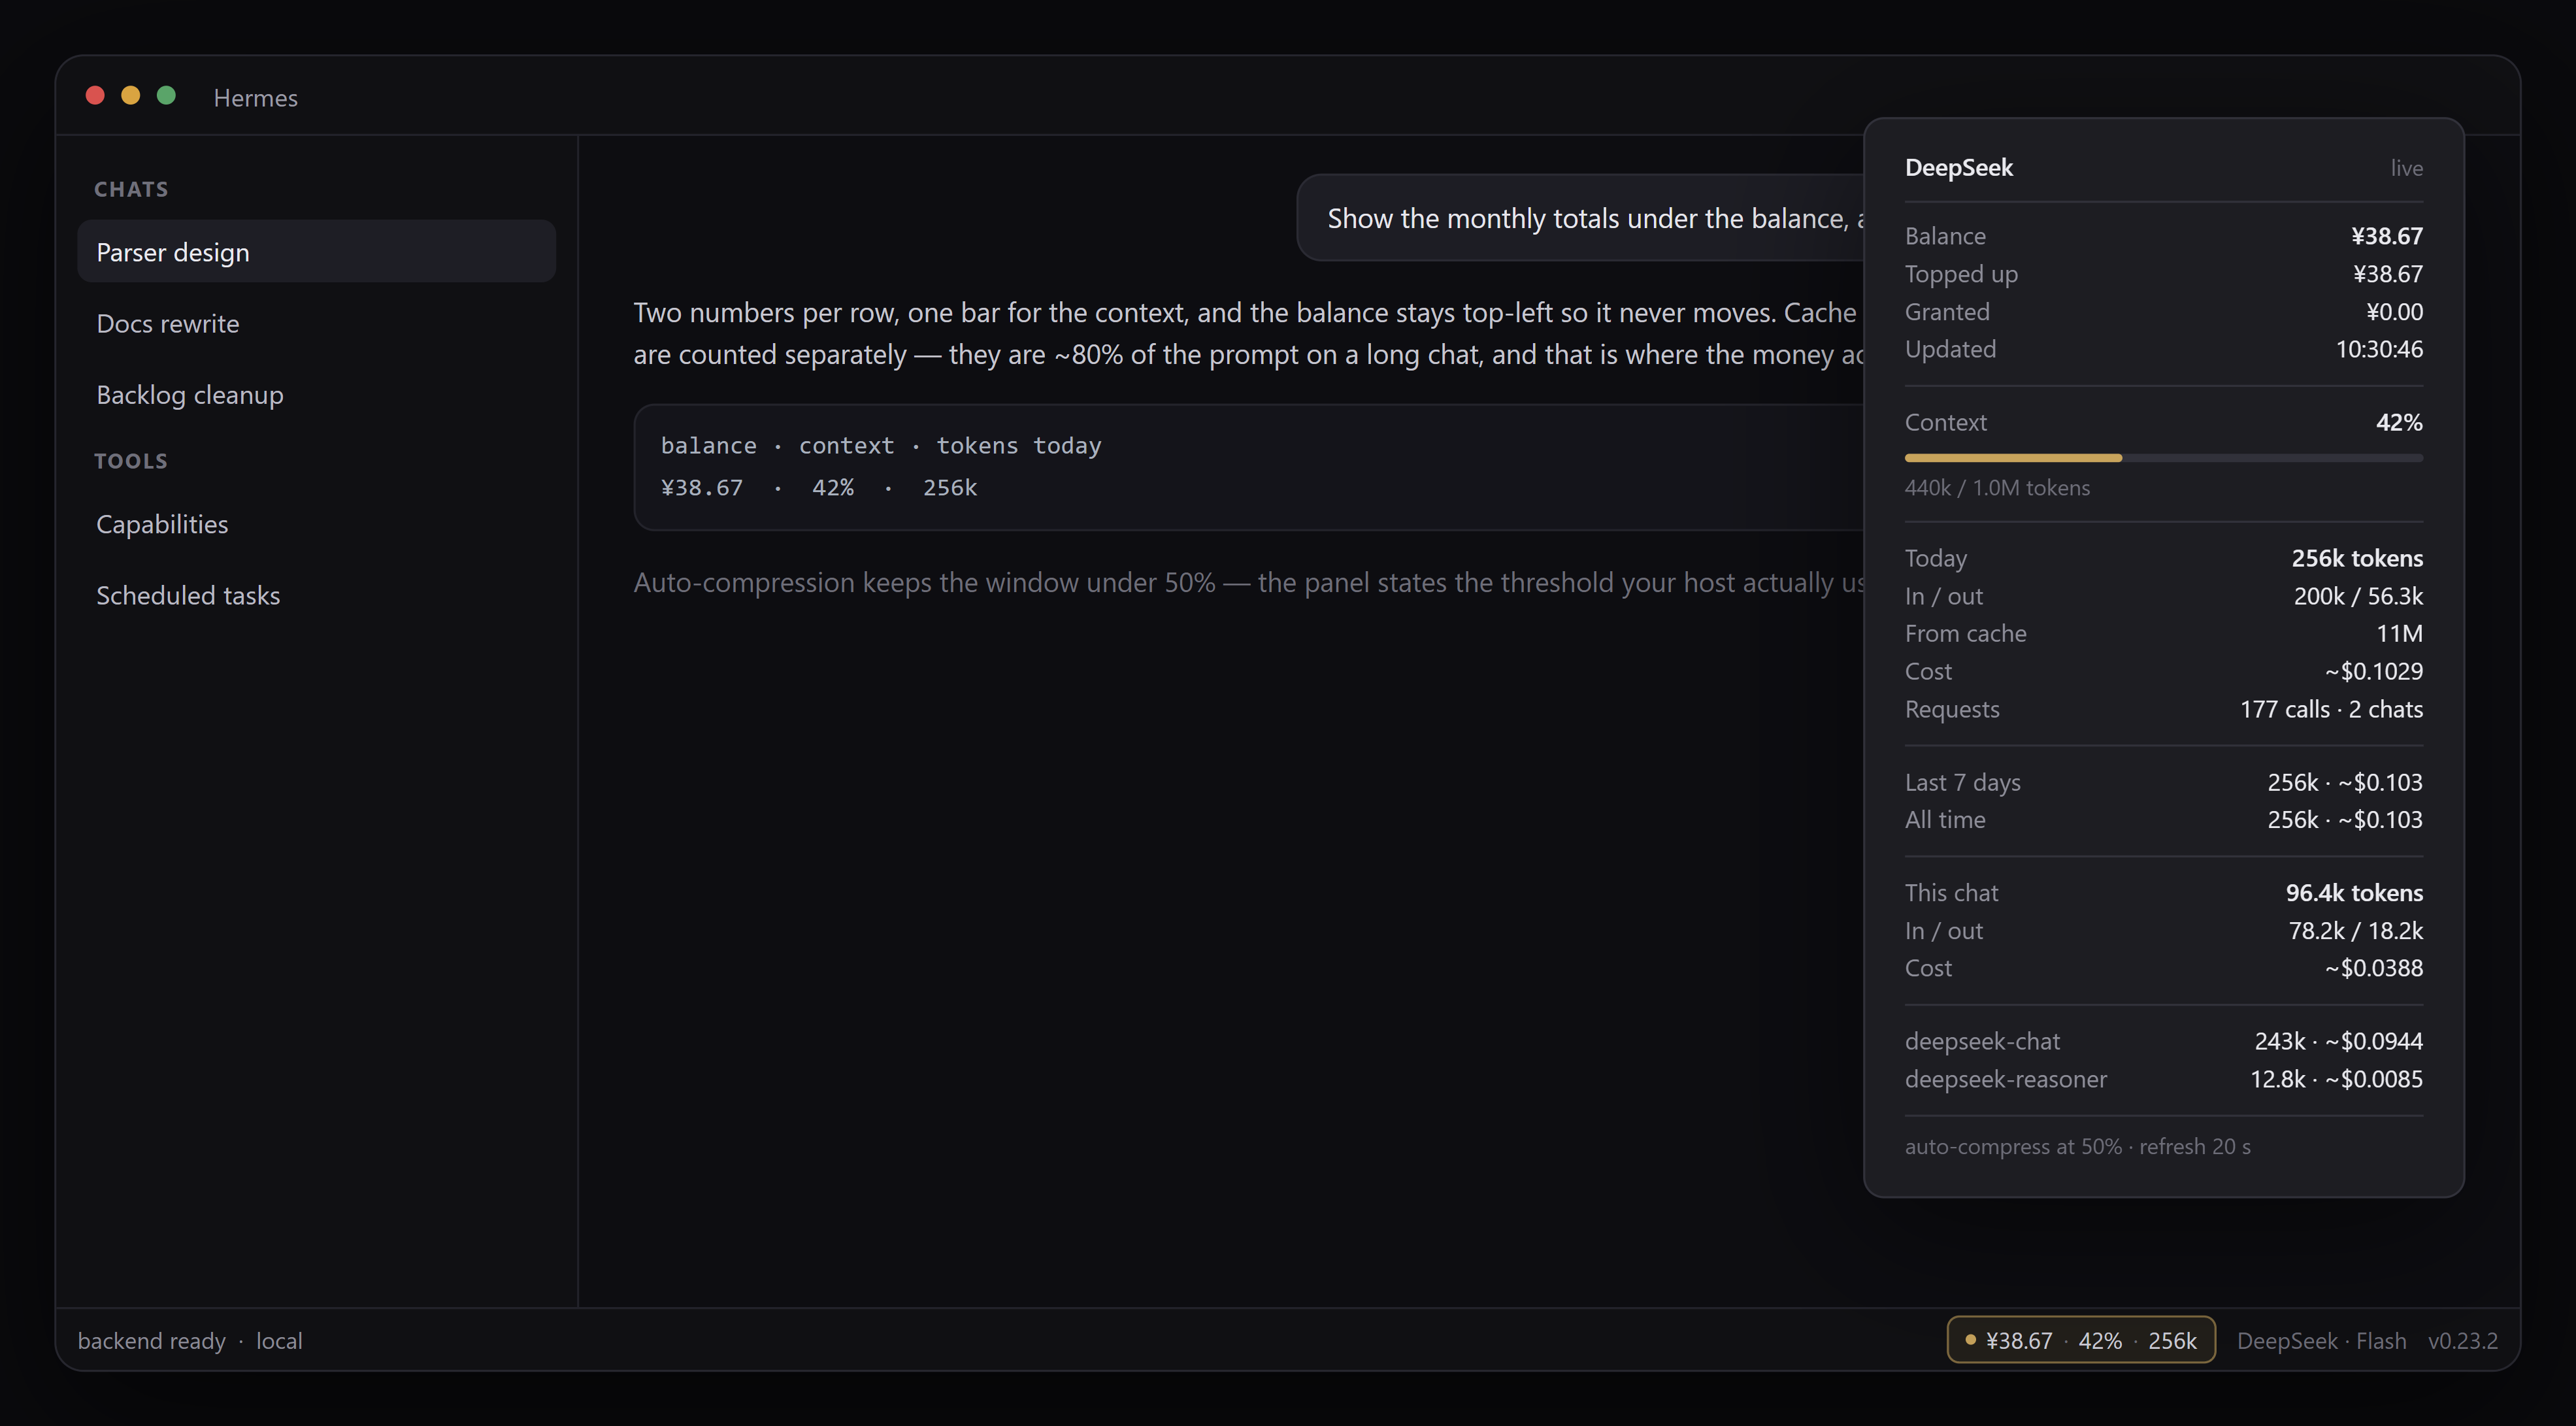 Hermes
CHATS
Parser design
Docs rewrite
Backlog cleanup
TOOLS
Capabilities
Scheduled tasks
Show the monthly totals under the balance,
Two numbers per row, one bar for the context, and the balance stays top-left so it never moves. Cache
are counted separately — they are ~80% of the prompt on a long chat, and that is where the money
balance · context · tokens today
¥38.67 · 42% · 256k
Auto-compression keeps the window under 50% — the panel states the threshold your host actually
DeepSeek live
Balance ¥38.67
Topped up ¥38.67
Granted ¥0.00
Updated 10:30:46
Context 42%
440k / 1.0M tokens
Today 256k tokens
In / out 200k / 56.3k
From cache 11M
Cost ~$0.1029
Requests 177 calls · 2 chats
Last 7 days 256k · ~$0.103
All time 256k · ~$0.103
This chat 96.4k tokens
In / out 78.2k / 18.2k
Cost ~$0.0388
deepseek-chat 243k · ~$0.0944
deepseek-reasoner 12.8k · ~$0.0085
auto-compress at 50% · refresh 20 s
backend ready · local
¥38.67 · 42% · 256k
DeepSeek · Flash v0.23.2